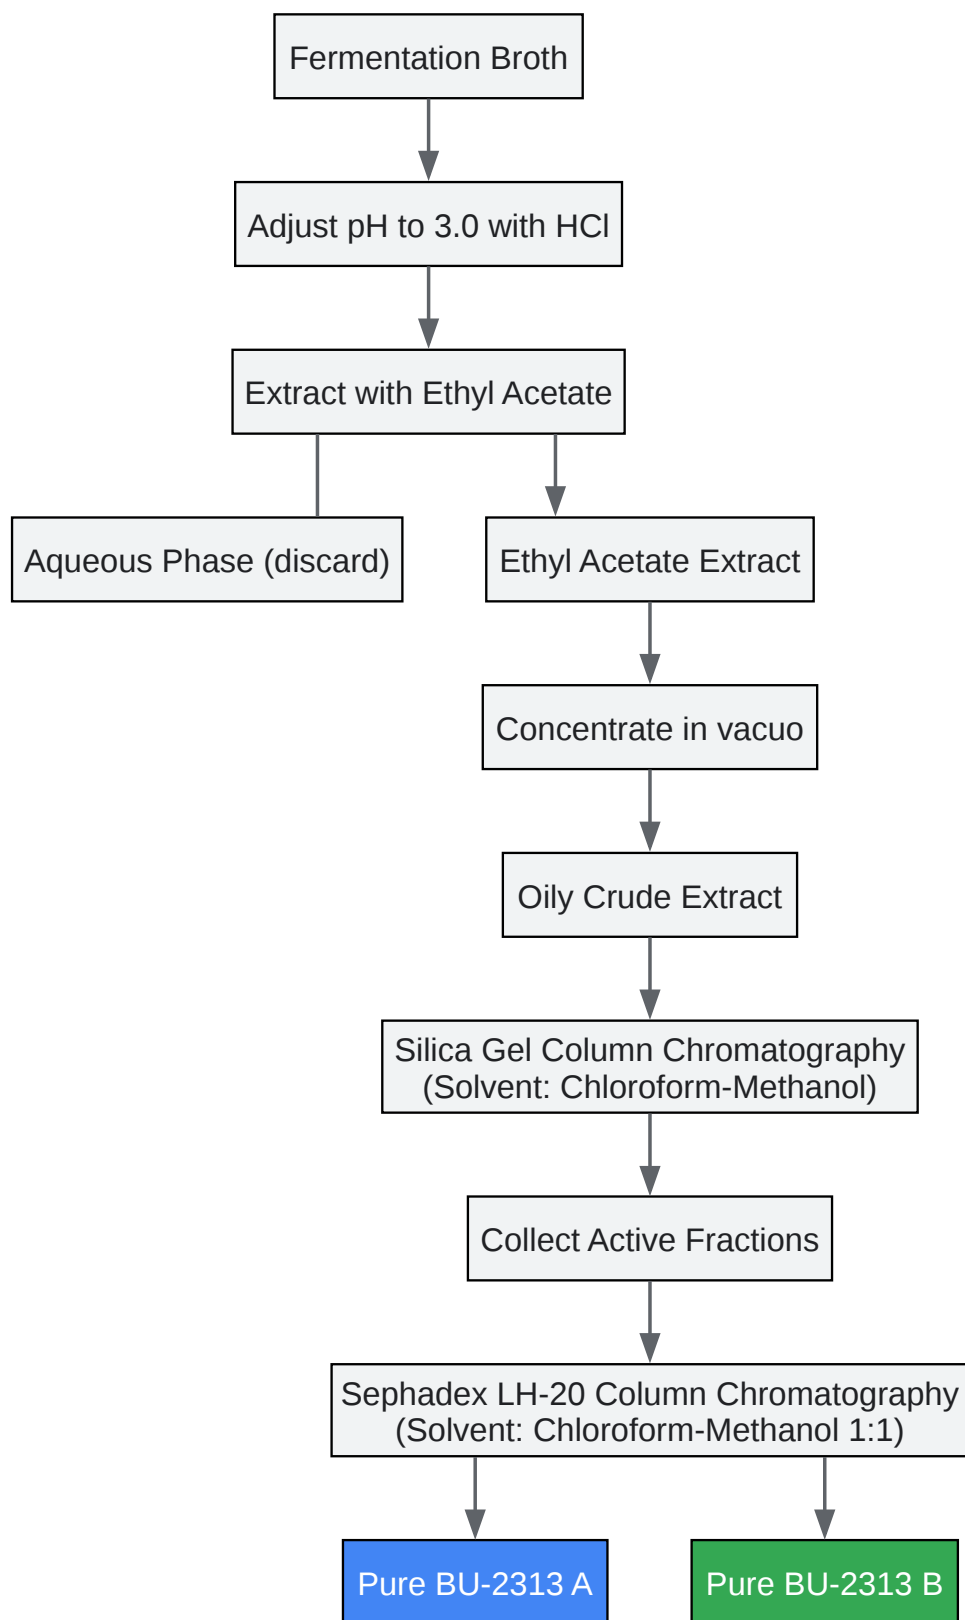 Fermentation Broth
Adjust pH to 3.0 with HCl
Extract with Ethyl Acetate
Aqueous Phase (discard)
Ethyl Acetate Extract
Concentrate in vacuo
Oily Crude Extract
Silica Gel Column Chromatography
(Solvent: Chloroform-Methanol)
Collect Active Fractions
Sephadex LH-20 Column Chromatography
(Solvent: Chloroform-Methanol 1:1)
Pure BU-2313 A
Pure BU-2313 B